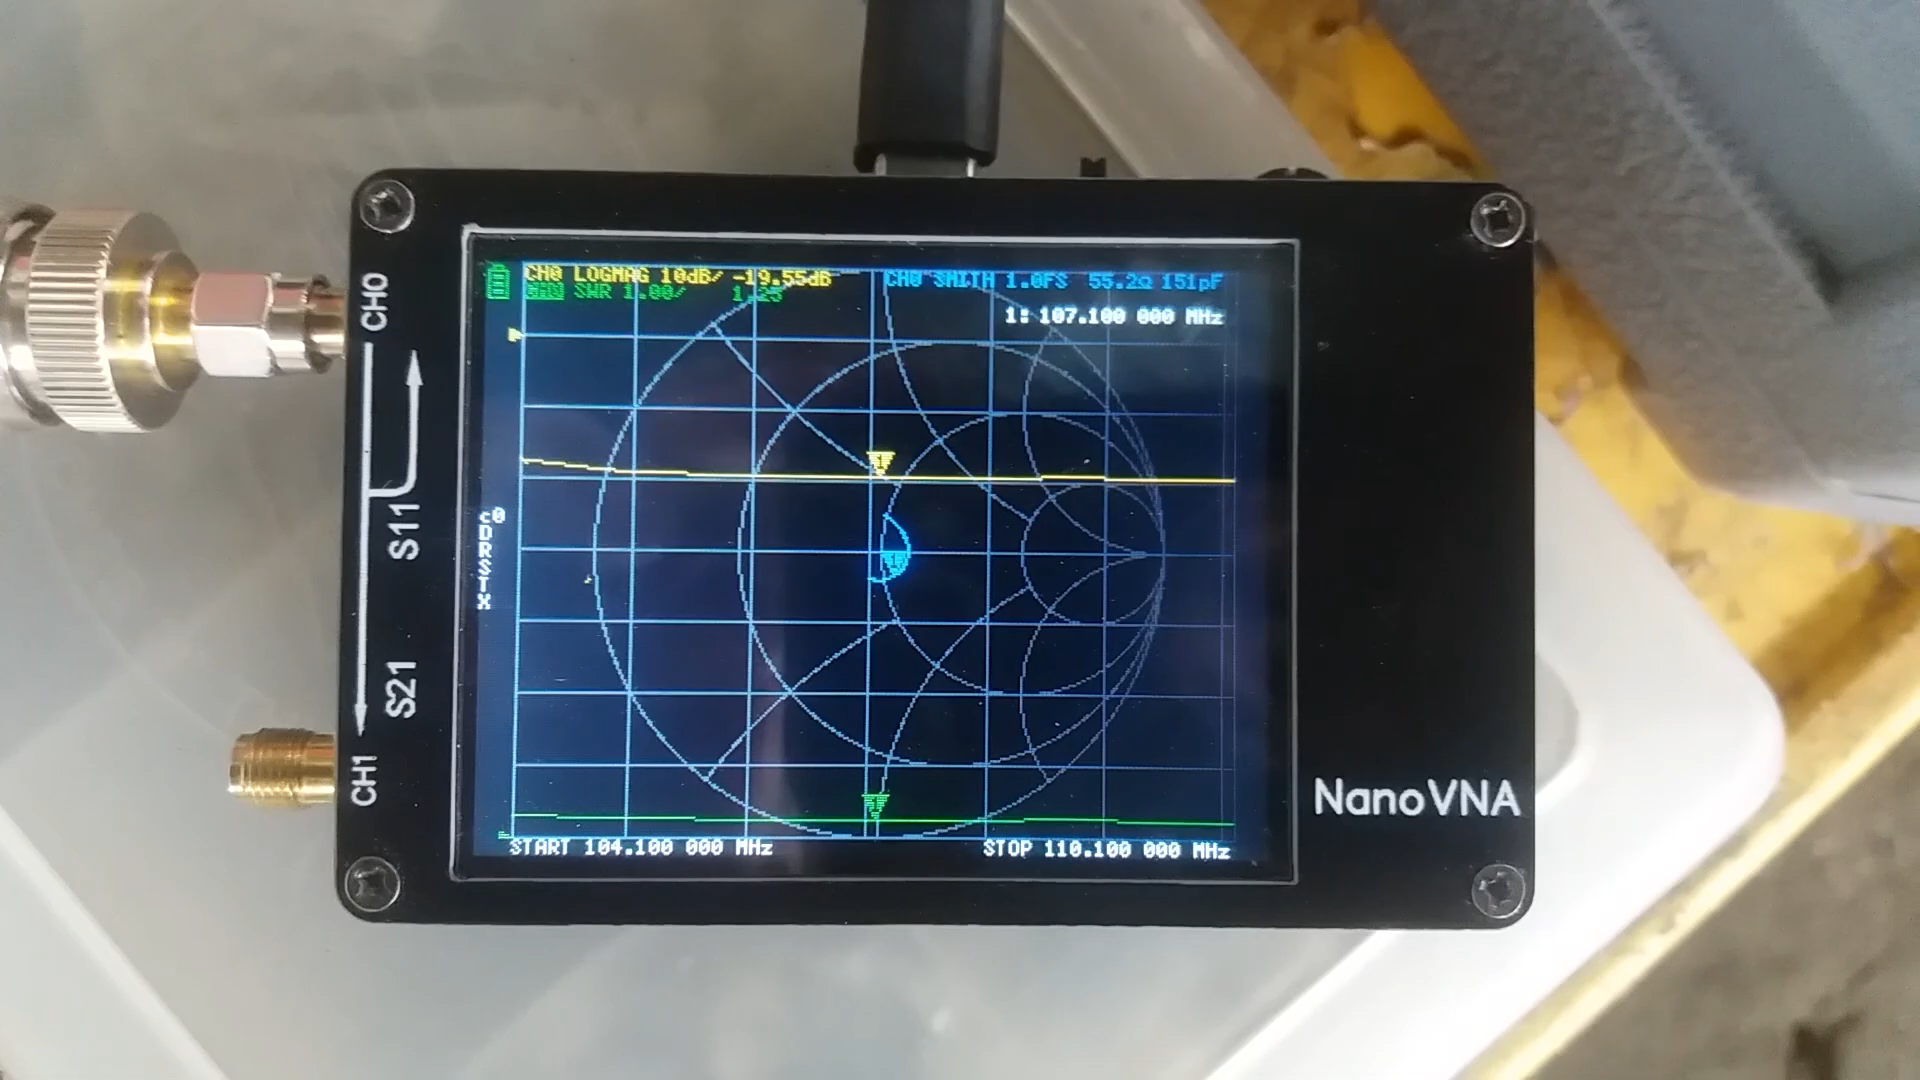 CH0 LOGMAG 10dB/ -19.55dB
CH0 SMITH 1.0FS 55.2Ω 151pF
CH0 SWR 1.00/ 1.25
1: 107.100 000 MHz
CH0
S11
S21
CH1
c0
D
R
S
T
X
START 104.100 000 MHz
STOP 110.100 000 MHz
NanoVNA